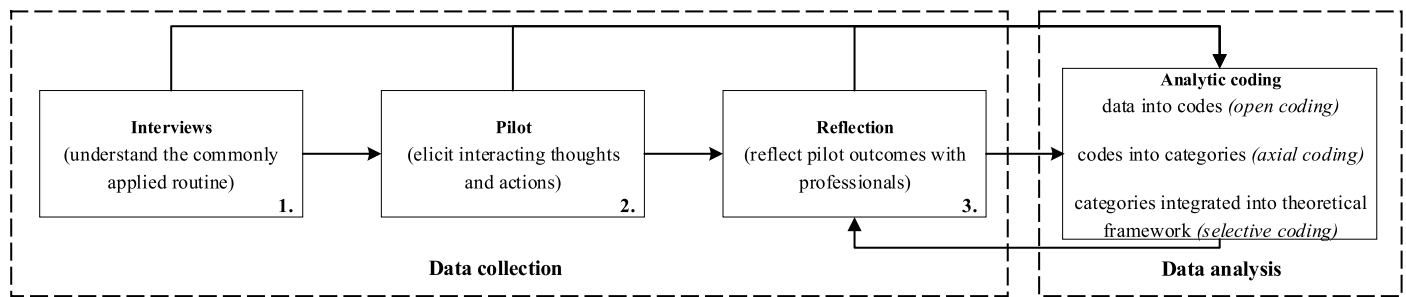 Interviews
(understand the commonly
applied routine)
1.
Pilot
(elicit interacting thoughts
and actions)
2.
Reflection
(reflect pilot outcomes with
professionals)
3.
Data collection
Analytic coding
data into codes (open coding)
codes into categories (axial coding)
categories integrated into theoretical
framework (selective coding)
Data analysis